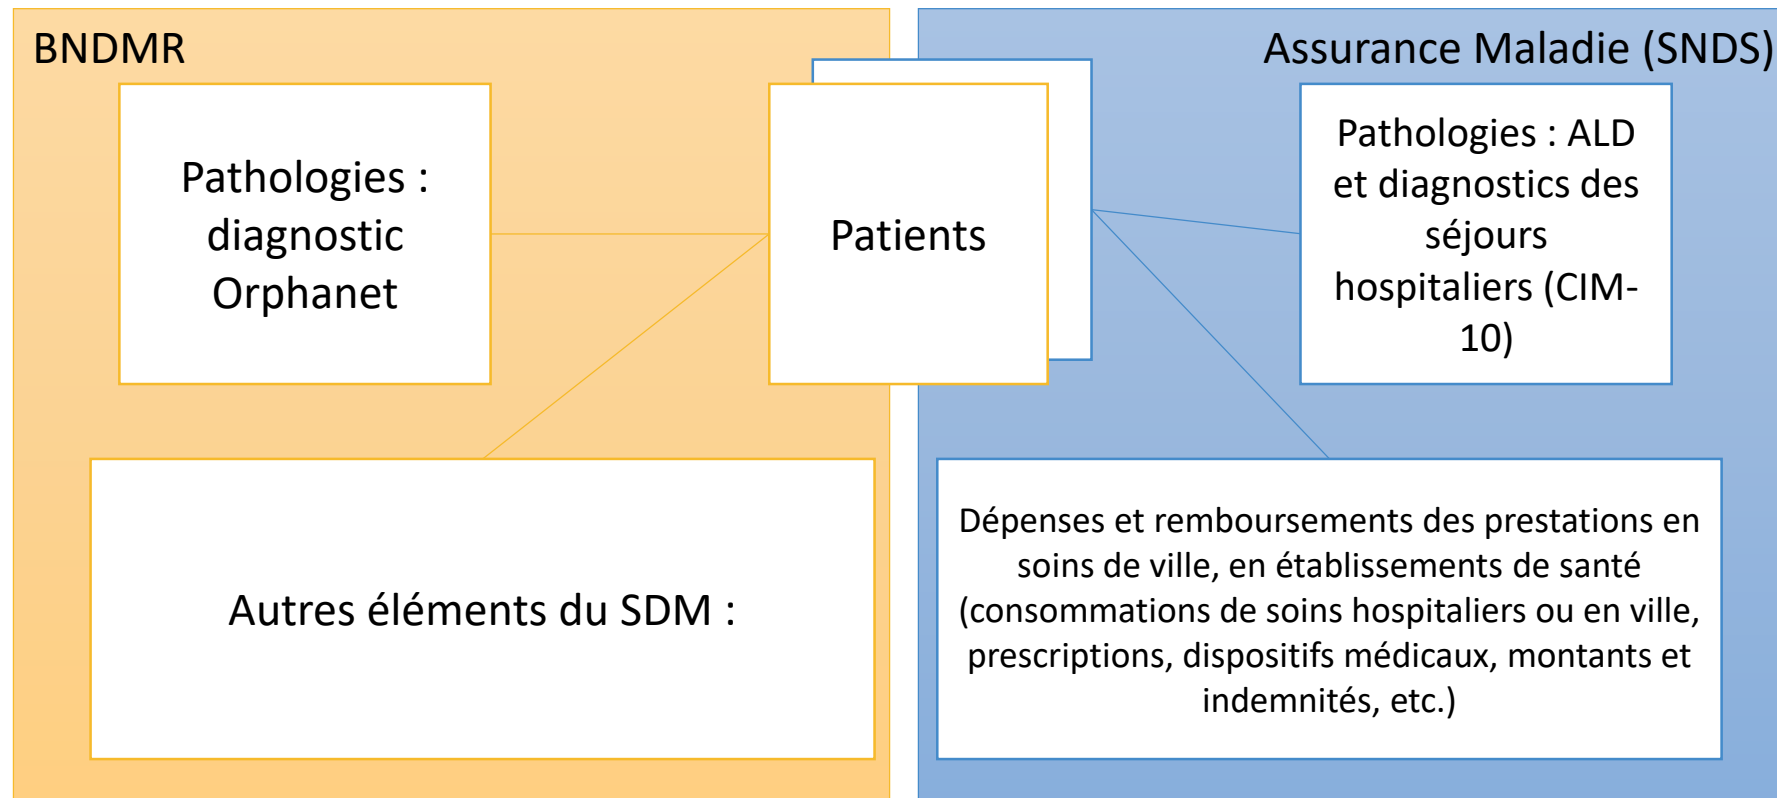 BNDMR
Pathologies :
diagnostic
Orphanet
Autres éléments du SDM :
Patients
Assurance Maladie (SNDS)
Pathologies : ALD
et diagnostics des
séjours
hospitaliers (CIM-
10)
Dépenses et remboursements des prestations en
soins de ville, en établissements de santé
(consommations de soins hospitaliers ou en ville,
prescriptions, dispositifs médicaux, montants et
indemnités, etc.)